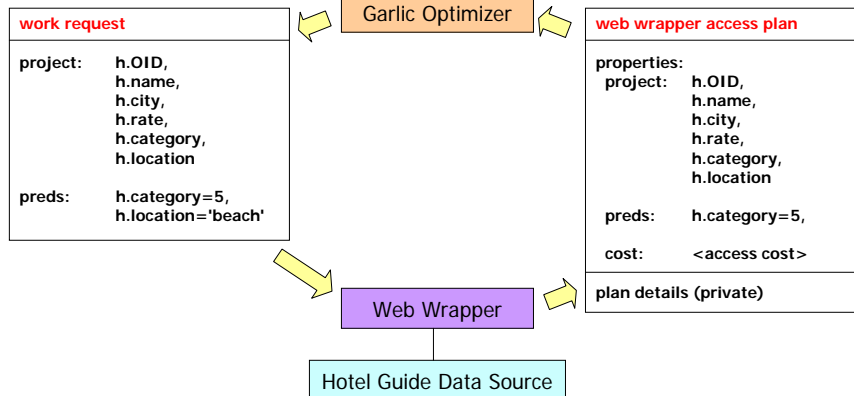 Garlic Optimizer
work request
project: h.OID,
h.name,
h.city,
h.rate,
h.category,
h.location
preds: h.category=5,
h.location='beach'
web wrapper access plan
properties:
project: h.OID,
h.name,
h.city,
h.rate,
h.category,
h.location
preds: h.category=5,
cost: <access cost>
plan details (private)
Web Wrapper
Hotel Guide Data Source